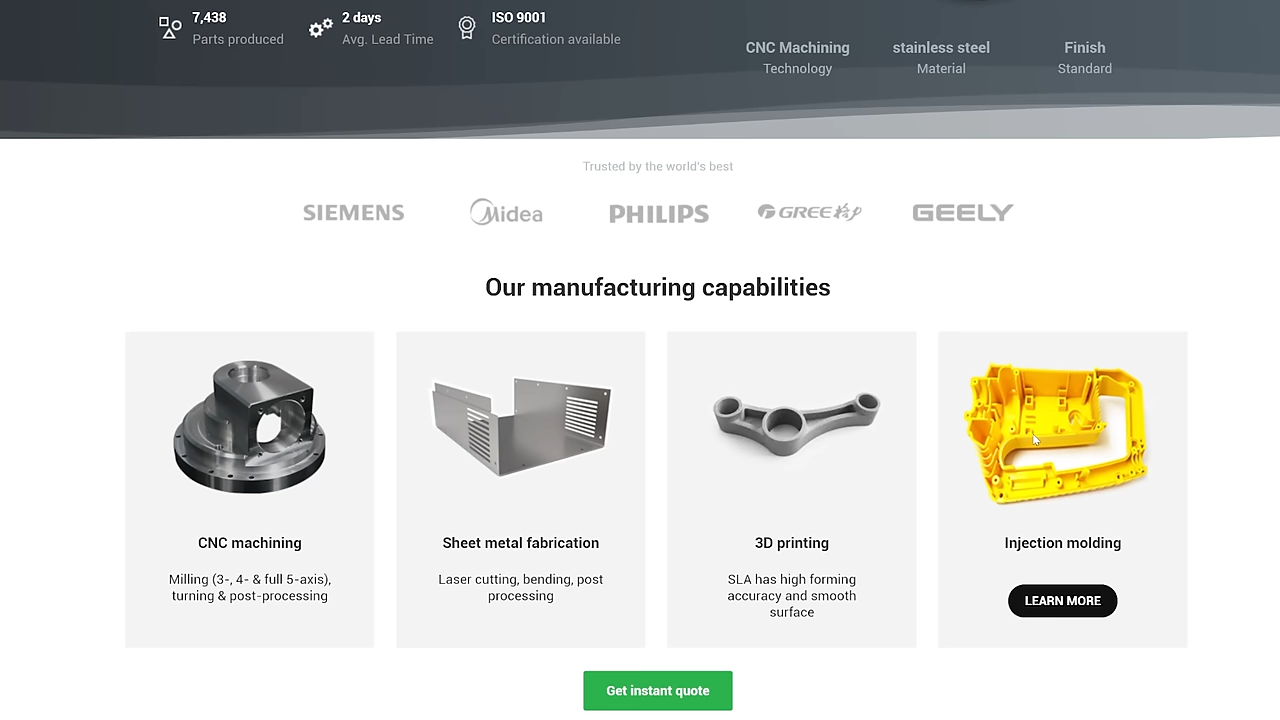 7,438
Parts produced
2 days
Avg. Lead Time
ISO 9001
Certification available
CNC Machining
Technology
stainless steel
Material
Finish
Standard
Trusted by the world's best
SIEMENS
Midea
PHILIPS
GREE 格力
GEELY
Our manufacturing capabilities
CNC machining
Milling (3-, 4- & full 5-axis),
turning & post-processing
Sheet metal fabrication
Laser cutting, bending, post
processing
3D printing
SLA has high forming
accuracy and smooth
surface
Injection molding
LEARN MORE
Get instant quote